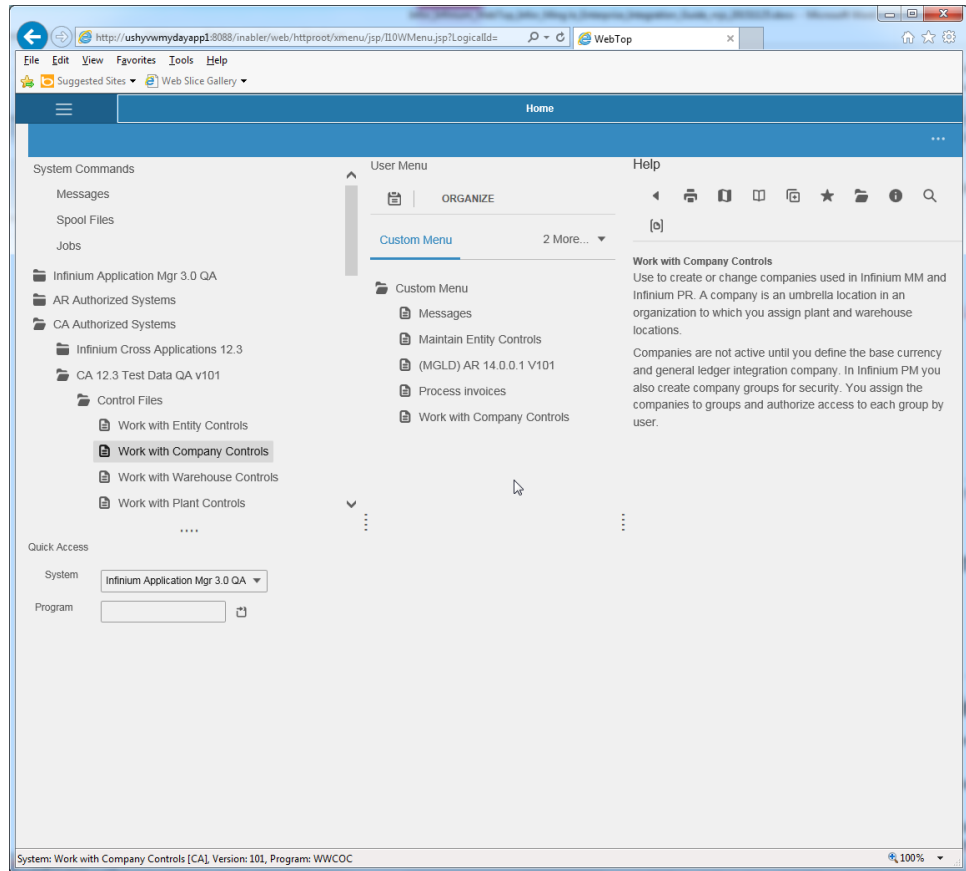 http://ushyvwmydayapp1:8088/inabler/web/httproot/xmenu/jsp/I10WMenu.jsp?LogicalId=
WebTop
File Edit View Favorites Tools Help
Suggested Sites Web Slice Gallery
Home
System Commands
Messages
Spool Files
Jobs
Infinium Application Mgr 3.0 QA
AR Authorized Systems
CA Authorized Systems
Infinium Cross Applications 12.3
CA 12.3 Test Data QA v101
Control Files
Work with Entity Controls
Work with Company Controls
Work with Warehouse Controls
Work with Plant Controls
Quick Access
System
Infinium Application Mgr 3.0 QA
Program
User Menu
ORGANIZE
Custom Menu
2 More...
Custom Menu
Messages
Maintain Entity Controls
(MGLD) AR 14.0.0.1 V101
Process invoices
Work with Company Controls
Help
Work with Company Controls
Use to create or change companies used in Infinium MM and
Infinium PR. A company is an umbrella location in an
organization to which you assign plant and warehouse
locations.
Companies are not active until you define the base currency
and general ledger integration company. In Infinium PM you
also create company groups for security. You assign the
companies to groups and authorize access to each group by
user.
System: Work with Company Controls [CA], Version: 101, Program: WWCOC
100%